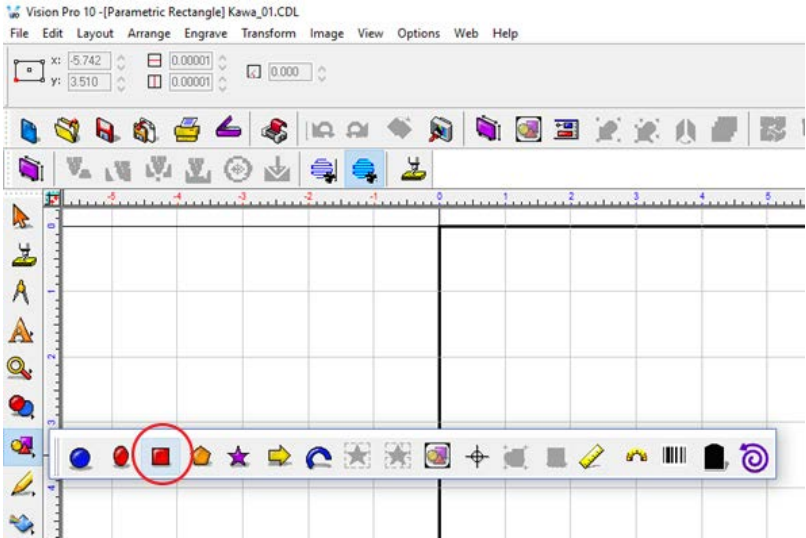 Vision Pro 10 -[Parametric Rectangle] Kawa_01.CDL
File Edit Layout Arrange Engrave Transform Image View Options Web Help
x: -5.742 0.00001 0.000
y: 3.510 0.00001
-5 -4 -3 -2 -1 0 1 2 3 4 5
0
1
2
3
4